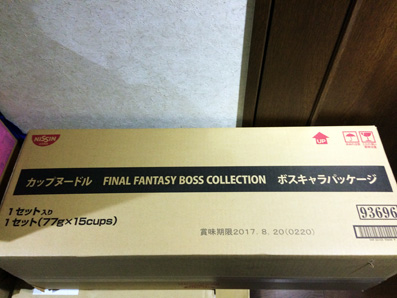 NISSIN
UP
カップヌードル FINAL FANTASY BOSS COLLECTION ボスキャラパッケージ
1セット入り
1セット(77g×15cups)
93696
賞味期限2017. 8. 20(0220)